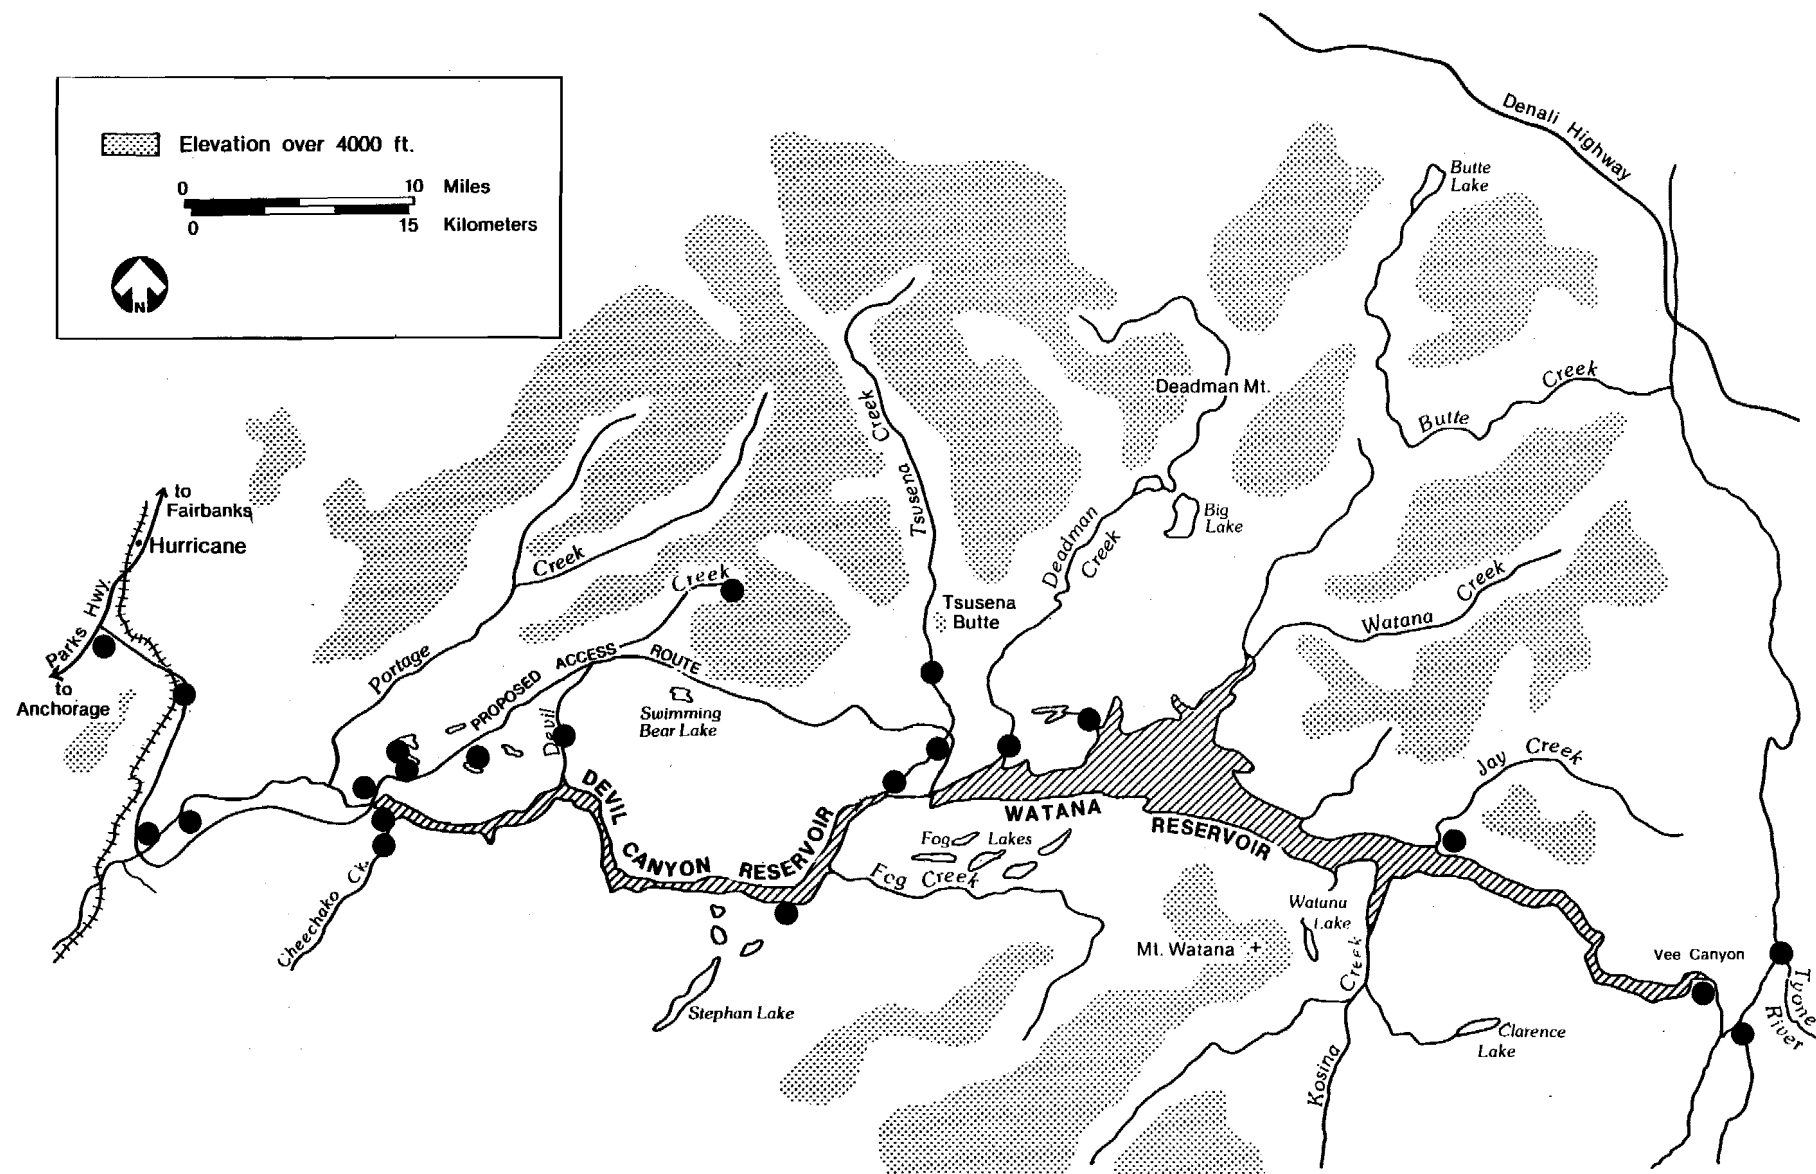 Elevation over 4000 ft.
0 10 Miles
0 15 Kilometers
N
Denali Highway
Butte
Lake
Butte Creek
Deadman Mt.
Tsusena Creek
Big
Lake
Deadman
Creek
to
Fairbanks
Hurricane
Parks Hwy.
to
Anchorage
Portage Creek
Devil Creek
PROPOSED ACCESS ROUTE
Swimming
Bear Lake
Tsusena
Butte
Watana Creek
Jay Creek
DEVIL CANYON RESERVOIR
WATANA RESERVOIR
Fog Lakes
Fog Creek
Cheechako Ck.
Stephan Lake
Watana
Lake
Mt. Watana +
Kosina Creek
Clarence
Lake
Vee Canyon
Tyone
River